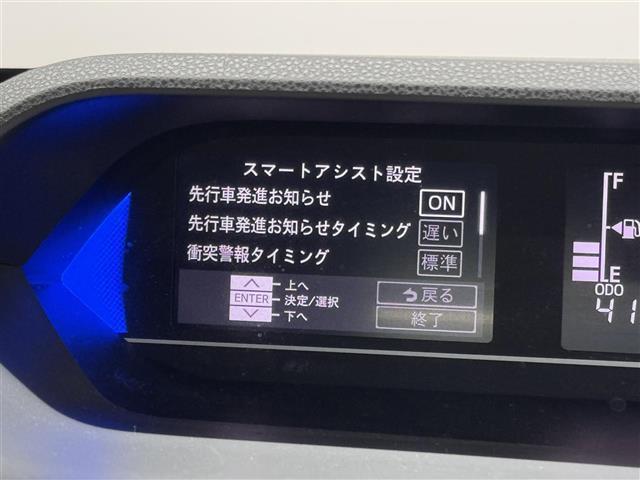 スマートアシスト設定
先行車発進お知らせ ON
先行車発進お知らせタイミング 遅い
衝突警報タイミング 標準
上へ
ENTER 決定/選択
下へ
戻る
終了
F
E
ODO
41